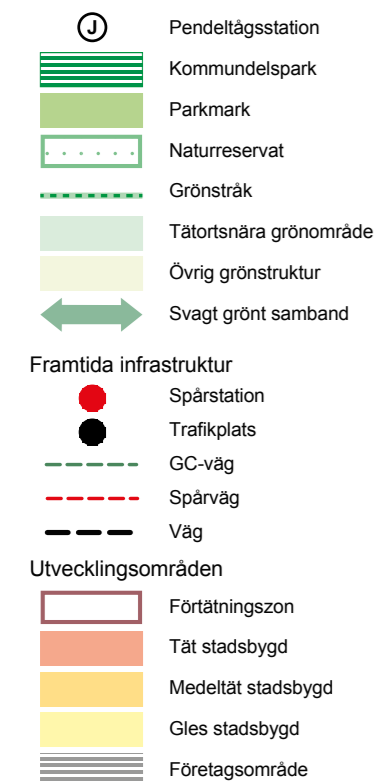 J Pendeltågsstation
Kommundelspark
Parkmark
Naturreservat
Grönstråk
Tätortsnära grönområde
Övrig grönstruktur
Svagt grönt samband
Framtida infrastruktur
Spårstation
Trafikplats
GC-väg
Spårväg
Väg
Utvecklingsområden
Förtätningszon
Tät stadsbygd
Medeltät stadsbygd
Gles stadsbygd
Företagsområde